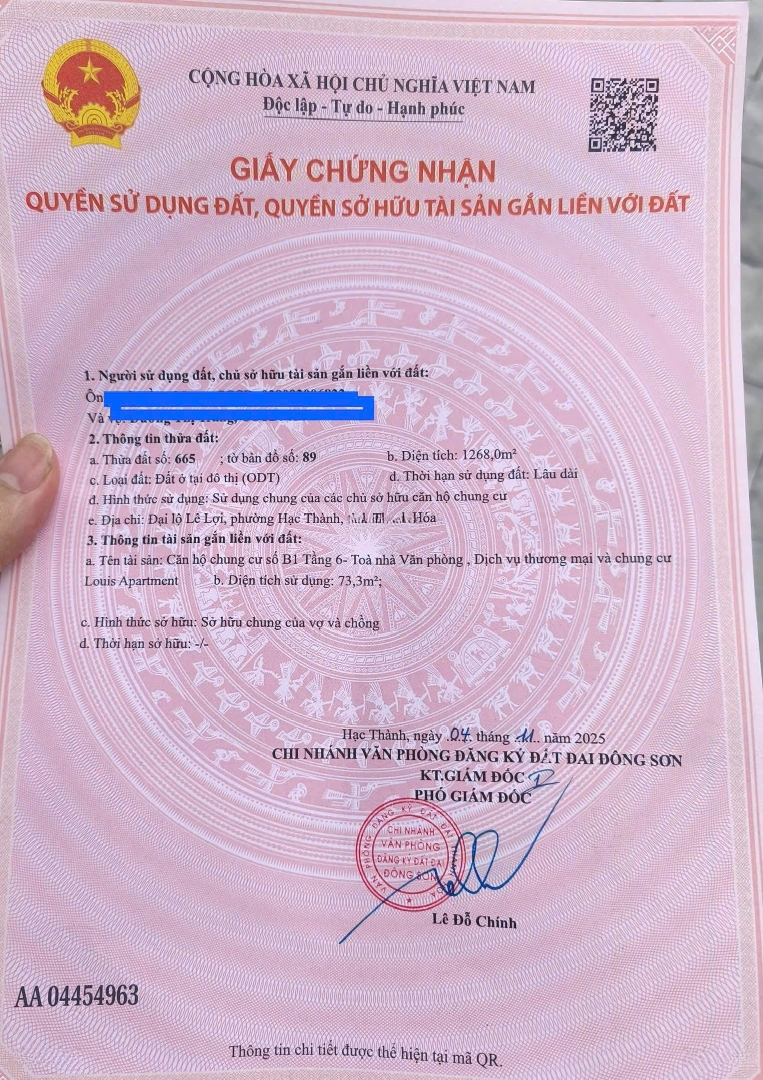 CỘNG HÒA XÃ HỘI CHỦ NGHĨA VIỆT NAM
Độc lập - Tự do - Hạnh phúc
GIẤY CHỨNG NHẬN
QUYỀN SỬ DỤNG ĐẤT, QUYỀN SỞ HỮU TÀI SẢN GẮN LIỀN VỚI ĐẤT
1. Người sử dụng đất, chủ sở hữu tài sản gắn liền với đất:
Ôn
Và
2. Thông tin thửa đất:
a. Thửa đất số: 665 ; tờ bản đồ số: 89 b. Diện tích: 1268,0m²
c. Loại đất: Đất ở tại đô thị (ODT) d. Thời hạn sử dụng đất: Lâu dài
đ. Hình thức sử dụng: Sử dụng chung của các chủ sở hữu căn hộ chung cư
e. Địa chỉ: Đại lộ Lê Lợi, phường Hạc Thành, Hóa
3. Thông tin tài sản gắn liền với đất:
a. Tên tài sản: Căn hộ chung cư số B1 Tầng 6- Toà nhà Văn phòng , Dịch vụ thương mại và chung cư
Louis Apartment b. Diện tích sử dụng: 73,3m²;
c. Hình thức sở hữu: Sở hữu chung của vợ và chồng
d. Thời hạn sở hữu: -/-
Hạc Thành, ngày 04 tháng 11 năm 2025
CHI NHÁNH VĂN PHÒNG ĐĂNG KÝ ĐẤT ĐAI ĐÔNG SƠN
KT.GIÁM ĐỐC
PHÓ GIÁM ĐỐC
VĂN PHÒNG ĐĂNG KÝ ĐẤT ĐAI
CHI NHÁNH
VĂN PHÒNG
ĐĂNG KÝ ĐẤT ĐAI
ĐÔNG SƠN
Lê Đỗ Chính
AA 04454963
Thông tin chi tiết được thể hiện tại mã QR.